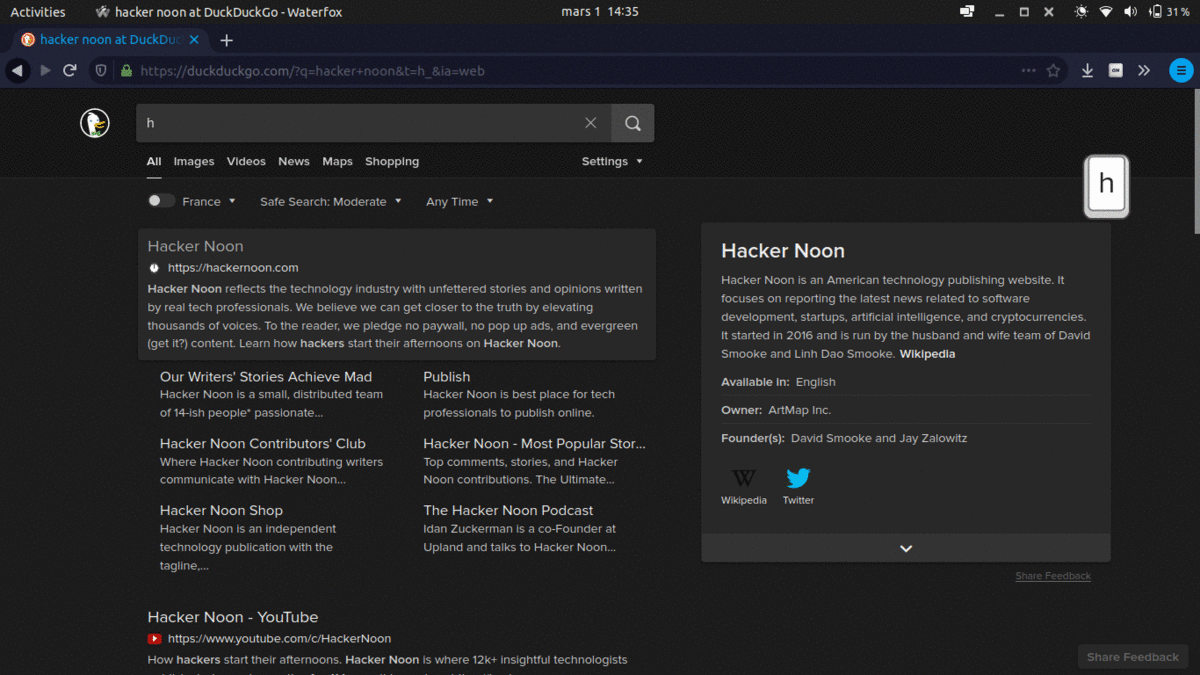 Activities hacker noon at DuckDuckGo - Waterfox mars 1 14:35 31 %
hacker noon at DuckDu
https://duckduckgo.com/?q=hacker+noon&t=h_&ia=web
h
All Images Videos News Maps Shopping Settings
h
France Safe Search: Moderate Any Time
Hacker Noon
https://hackernoon.com
Hacker Noon reflects the technology industry with unfettered stories and opinions written
by real tech professionals. We believe we can get closer to the truth by elevating
thousands of voices. To the reader, we pledge no paywall, no pop up ads, and evergreen
(get it?) content. Learn how hackers start their afternoons on Hacker Noon.
Our Writers' Stories Achieve Mad
Hacker Noon is a small, distributed team
of 14-ish people* passionate...
Publish
Hacker Noon is best place for tech
professionals to publish online.
Hacker Noon Contributors' Club
Where Hacker Noon contributing writers
communicate with Hacker Noon...
Hacker Noon - Most Popular Stor...
Top comments, stories, and Hacker
Noon contributions. The Ultimate...
Hacker Noon Shop
Hacker Noon is an independent
technology publication with the
tagline,...
The Hacker Noon Podcast
Idan Zuckerman is a co-Founder at
Upland and talks to Hacker Noon...
Hacker Noon - YouTube
https://www.youtube.com/c/HackerNoon
How hackers start their afternoons. Hacker Noon is where 12k+ insightful technologists
Hacker Noon
Hacker Noon is an American technology publishing website. It
focuses on reporting the latest news related to software
development, startups, artificial intelligence, and cryptocurrencies.
It started in 2016 and is run by the husband and wife team of David
Smooke and Linh Dao Smooke. Wikipedia
Available in: English
Owner: ArtMap Inc.
Founder(s): David Smooke and Jay Zalowitz
W
Wikipedia Twitter
Share Feedback
Share Feedback